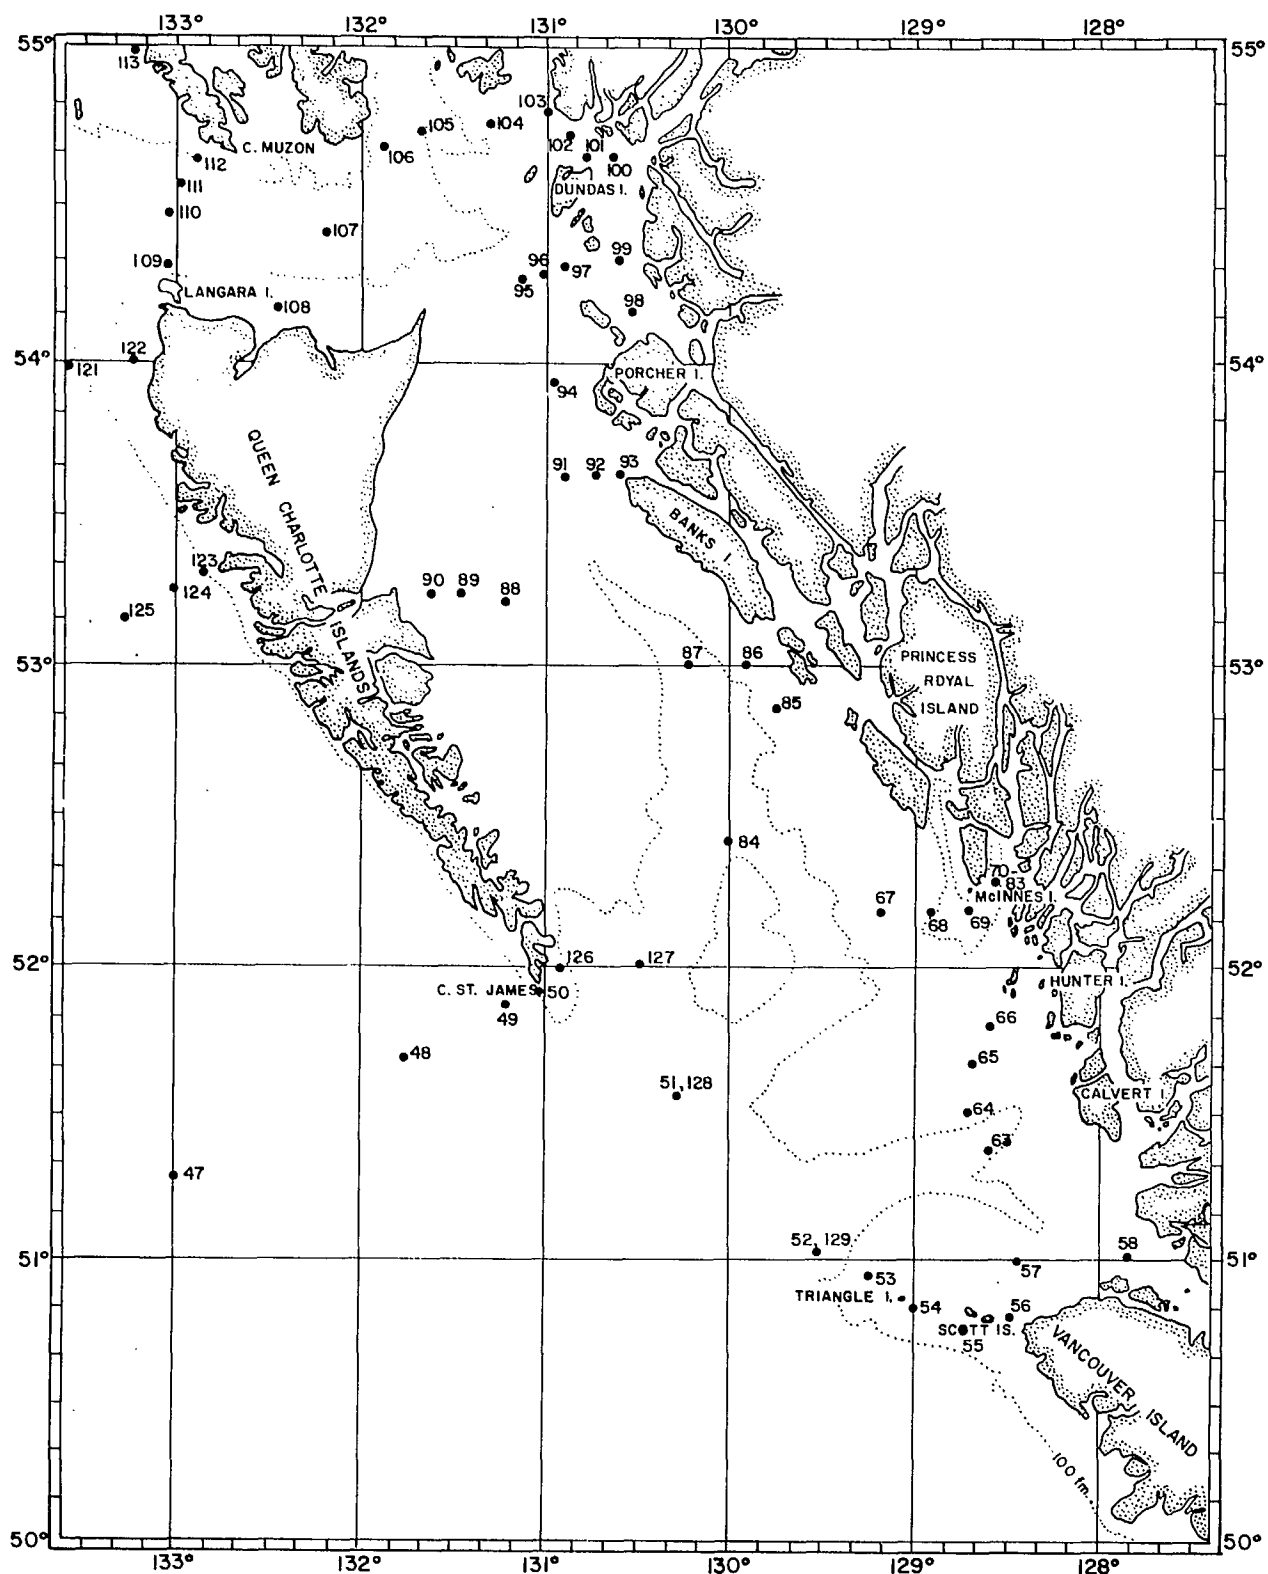 133° 132° 131° 130° 129° 128°
55° 55°
113
103
105 104
102 101
106 100
C. MUZON
112
DUNDAS I.
111
110
107
99
109 96 97
95
LANGARA I.
108 98
122
54° 54°
121
PORCHER I.
94
91 92 93
QUEEN CHARLOTTE ISLANDS
BANKS I.
123
124
90 89 88
125
87 86
53° 53°
PRINCESS
ROYAL
ISLAND
85
84
70-
83
67 McINNES I.
68 69
126 127
52° 52°
HUNTER I.
C. ST. JAMES 50
49
66
48
65
51, 128
CALVERT I.
64
63
47
52, 129
58
51° 51°
57
53
TRIANGLE I.
54 56
SCOTT IS.
55
VANCOUVER ISLAND
100 fm.
50° 50°
133° 132° 131° 130° 129° 128°